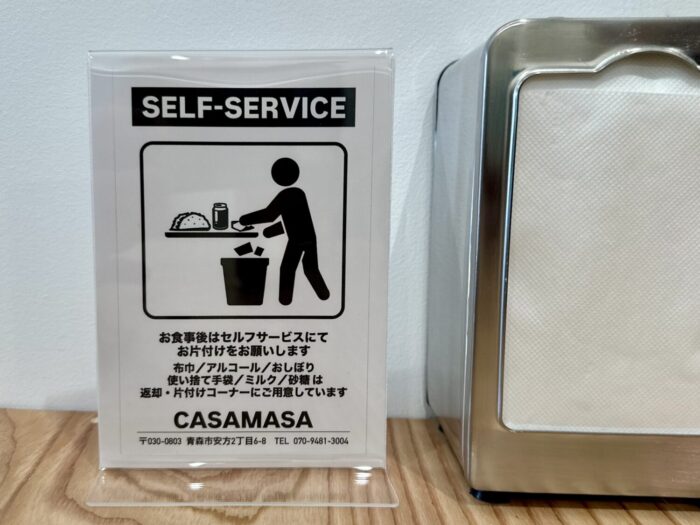 SELF-SERVICE
お食事後はセルフサービスにて
お片付けをお願いします
布巾／アルコール／おしぼり
使い捨て手袋／ミルク／砂糖 は
返却・片付けコーナーにご用意しています
CASAMASA
〒030-0803 青森市安方2丁目6-8 TEL 070-9481-3004